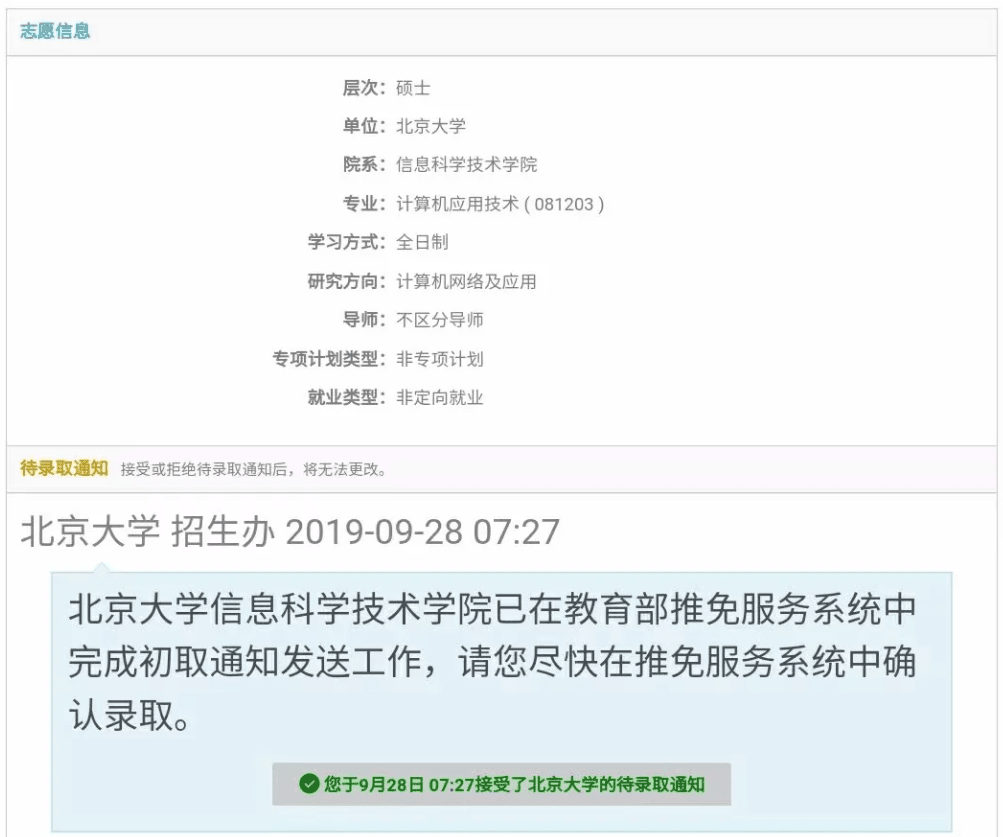 志愿信息
层次：硕士
单位：北京大学
院系：信息科学技术学院
专业：计算机应用技术 ( 081203 )
学习方式：全日制
研究方向：计算机网络及应用
导师：不区分导师
专项计划类型：非专项计划
就业类型：非定向就业
待录取通知 接受或拒绝待录取通知后，将无法更改。
北京大学 招生办 2019-09-28 07:27
北京大学信息科学技术学院已在教育部推免服务系统中
完成初取通知发送工作，请您尽快在推免服务系统中确
认录取。
您于9月28日 07:27接受了北京大学的待录取通知